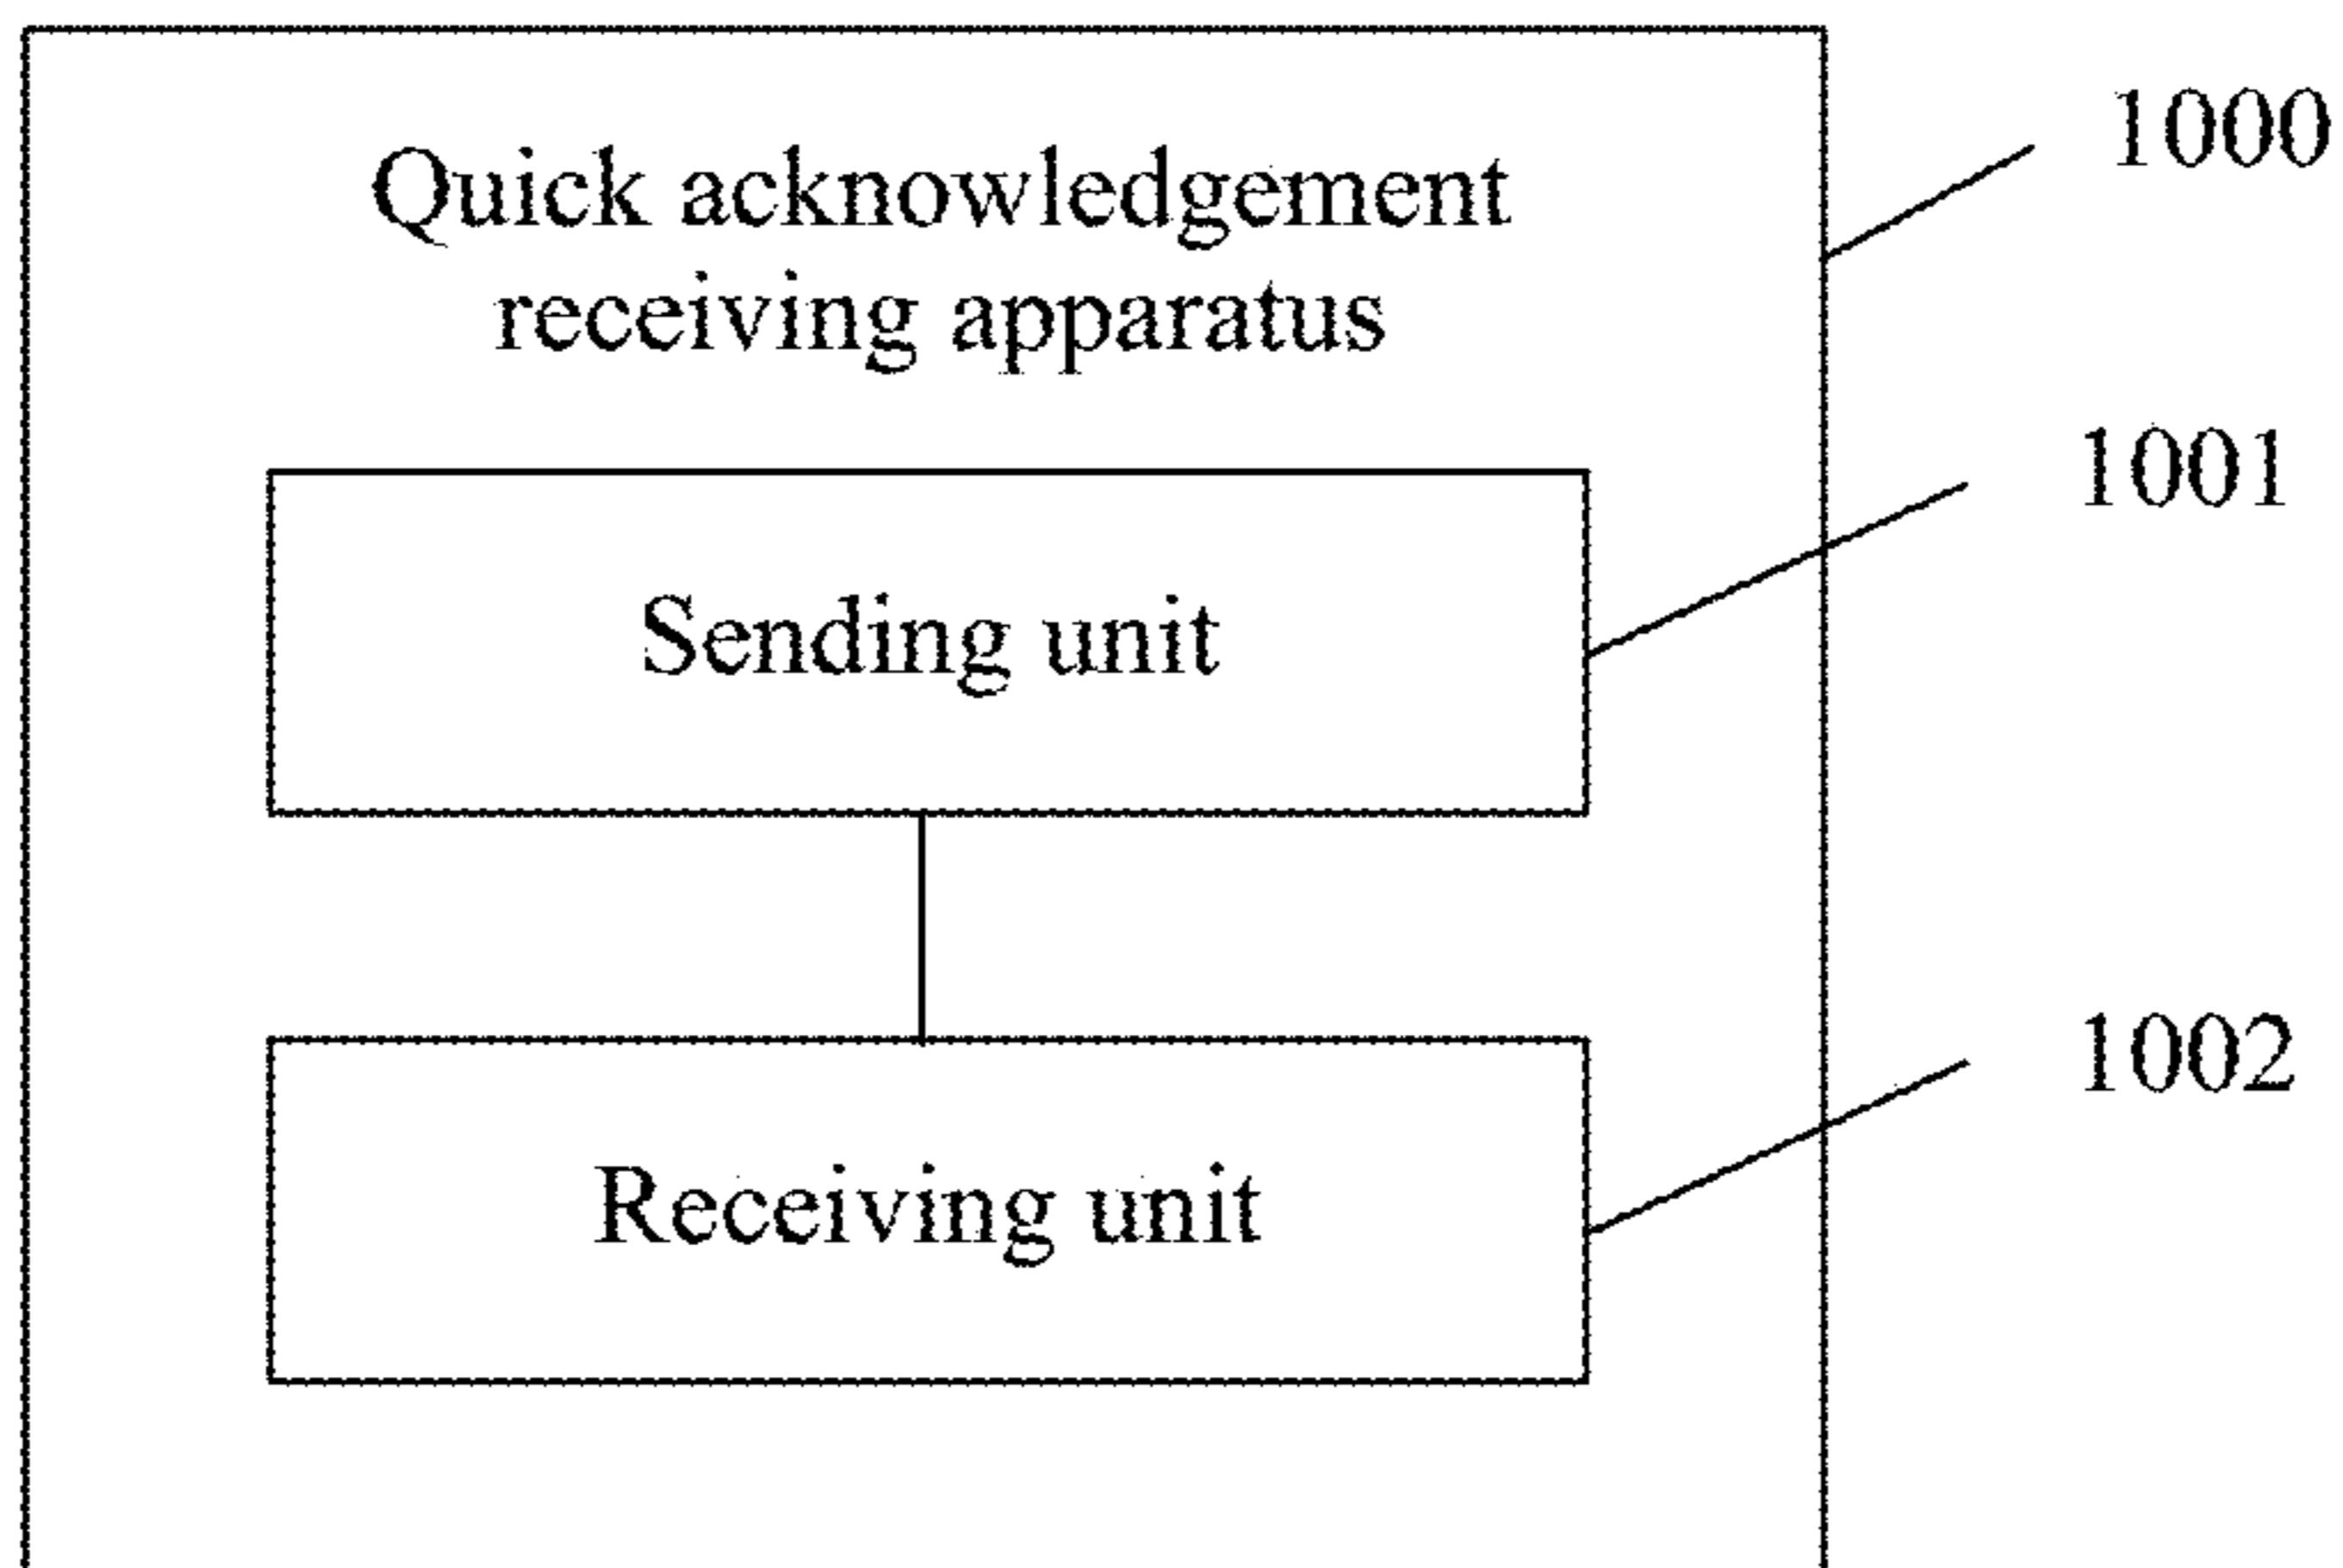 Quick acknowledgement
receiving apparatus
1000
Sending unit
1001
Receiving unit
1002